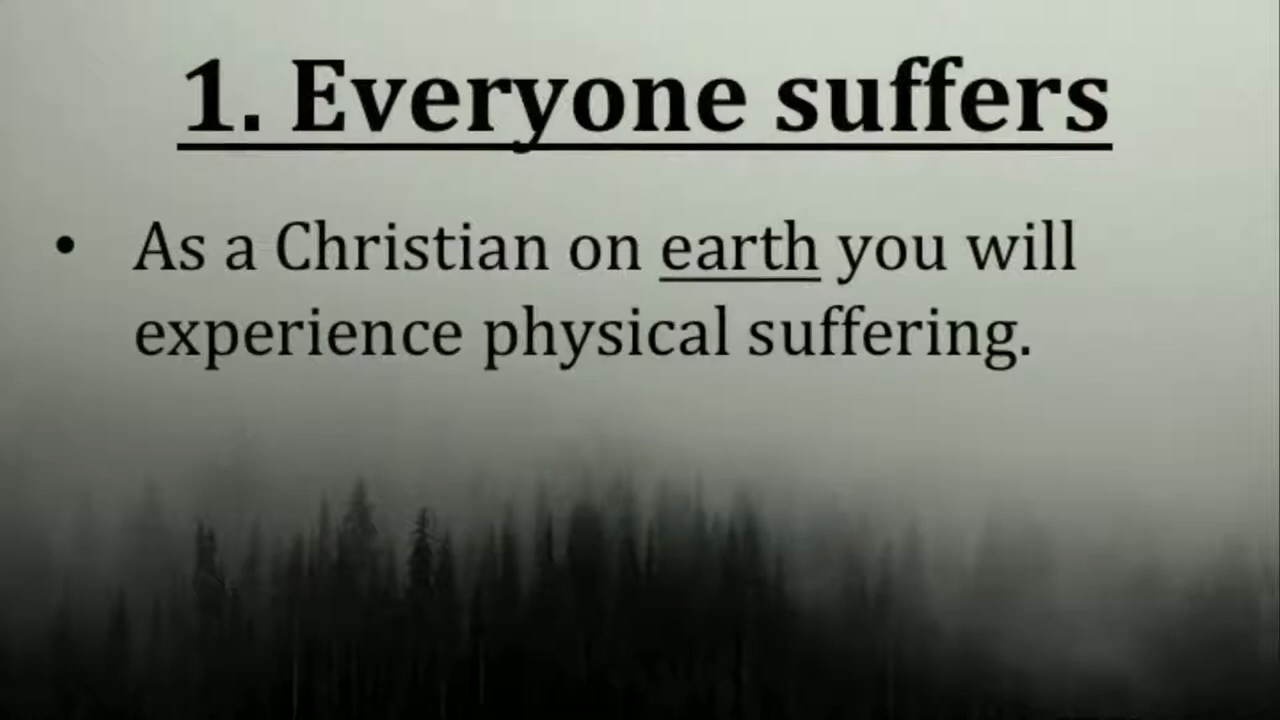 1. Everyone suffers
• As a Christian on earth you will
experience physical suffering.